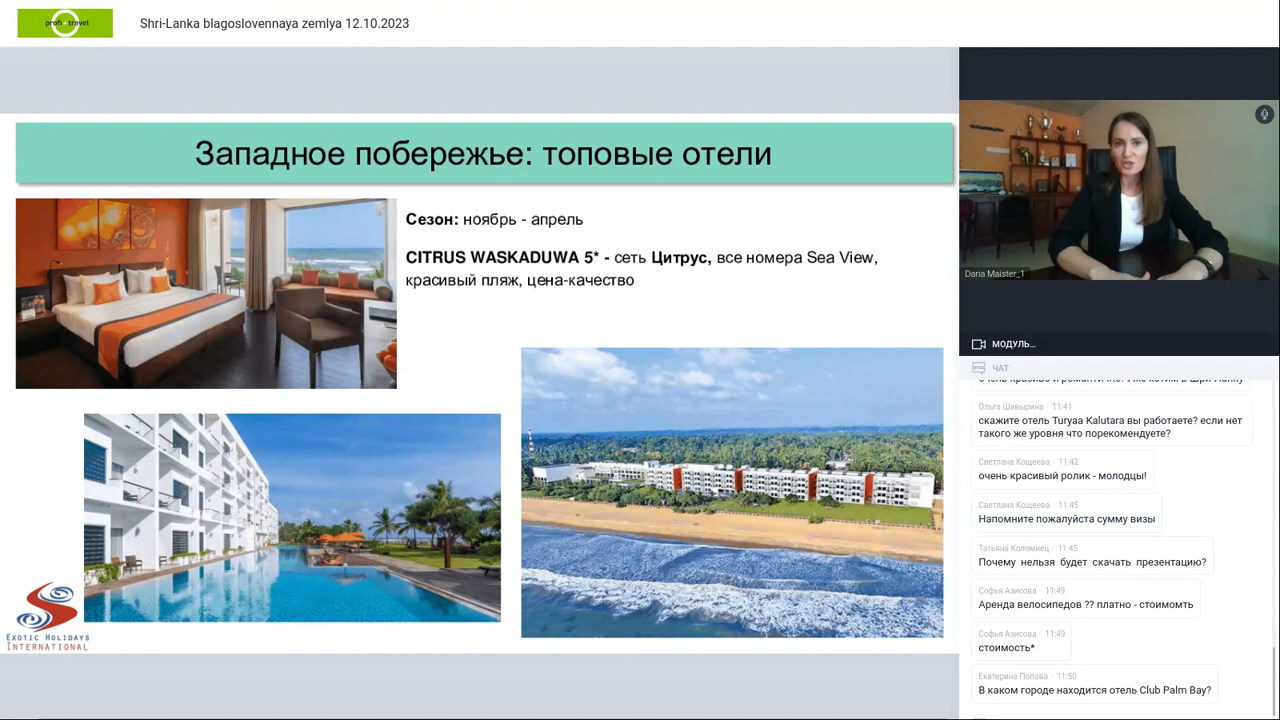 profi travel
Shri-Lanka blagoslovennaya zemlya 12.10.2023
Западное побережье: топовые отели
Сезон: ноябрь - апрель
CITRUS WASKADUWA 5* - сеть Цитрус, все номера Sea View,
красивый пляж, цена-качество
EXOTIC HOLIDAYS
INTERNATIONAL
Daria Maister_1
МОДУЛЬ...
ЧАТ
Ольга Шавырина 11:41
скажите отель Turyaa Kalutara вы работаете? если нет
такого же уровня что порекомендуете?
Светлана Кощеева 11:42
очень красивый ролик - молодцы!
Светлана Кощеева 11:45
Напомните пожалуйста сумму визы
Татьяна Коломиец 11:45
Почему нельзя будет скачать презентацию?
Софья Азисова 11:49
Аренда велосипедов ?? платно - стоимомть
Софья Азисова 11:49
стоимость*
Екатерина Попова 11:50
В каком городе находится отель Club Palm Bay?